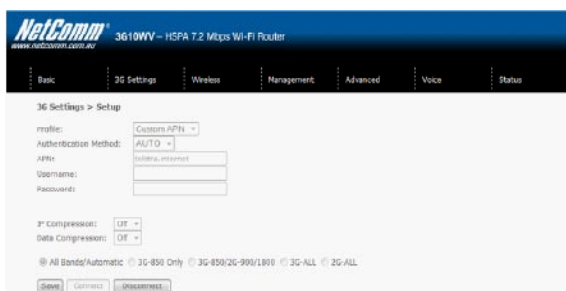 NetComm
www.netcomm.com.au
3G10WV – HSPA 7.2 Mbps Wi-Fi Router
Basic
3G Settings
Wireless
Management
Advanced
Voice
Status
3G Settings > Setup
Profile:
Custom APN
Authentication Method:
AUTO
APN:
telstra.internet
Username:
Password:
IP Compression:
Off
Data Compression:
Off
All Bands/Automatic
3G-850 Only
3G-850/2G-900/1800
3G-ALL
2G-ALL
Save
Connect
Disconnect